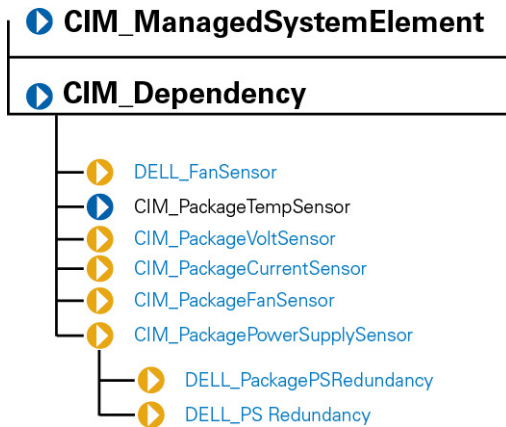 CIM_ManagedSystemElement
CIM_Dependency
DELL_FanSensor
CIM_PackageTempSensor
CIM_PackageVoltSensor
CIM_PackageCurrentSensor
CIM_PackageFanSensor
CIM_PackagePowerSupplySensor
DELL_PackagePSRedundancy
DELL_PS Redundancy